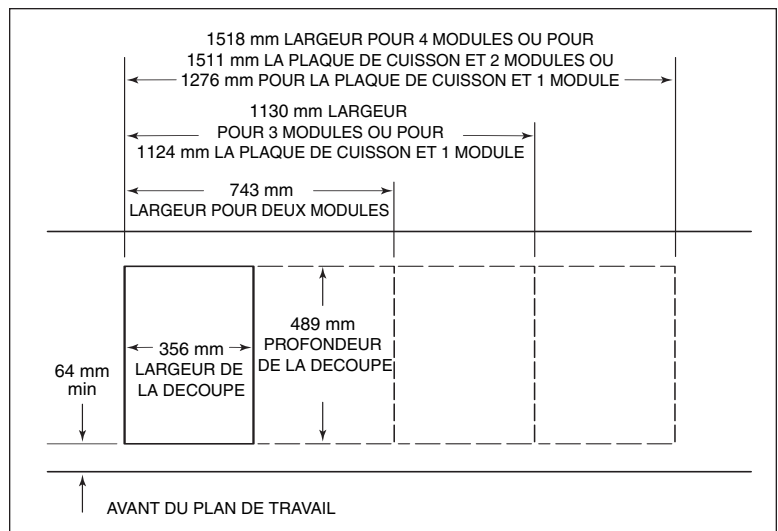 1518 mm LARGEUR POUR 4 MODULES OU POUR
1511 mm LA PLAQUE DE CUISSON ET 2 MODULES OU
1276 mm POUR LA PLAQUE DE CUISSON ET 1 MODULE
1130 mm LARGEUR
POUR 3 MODULES OU POUR
1124 mm LA PLAQUE DE CUISSON ET 1 MODULE
743 mm
LARGEUR POUR DEUX MODULES
489 mm
PROFONDEUR
DE LA DECOUPE
356 mm
LARGEUR DE
LA DECOUPE
64 mm
min
AVANT DU PLAN DE TRAVAIL